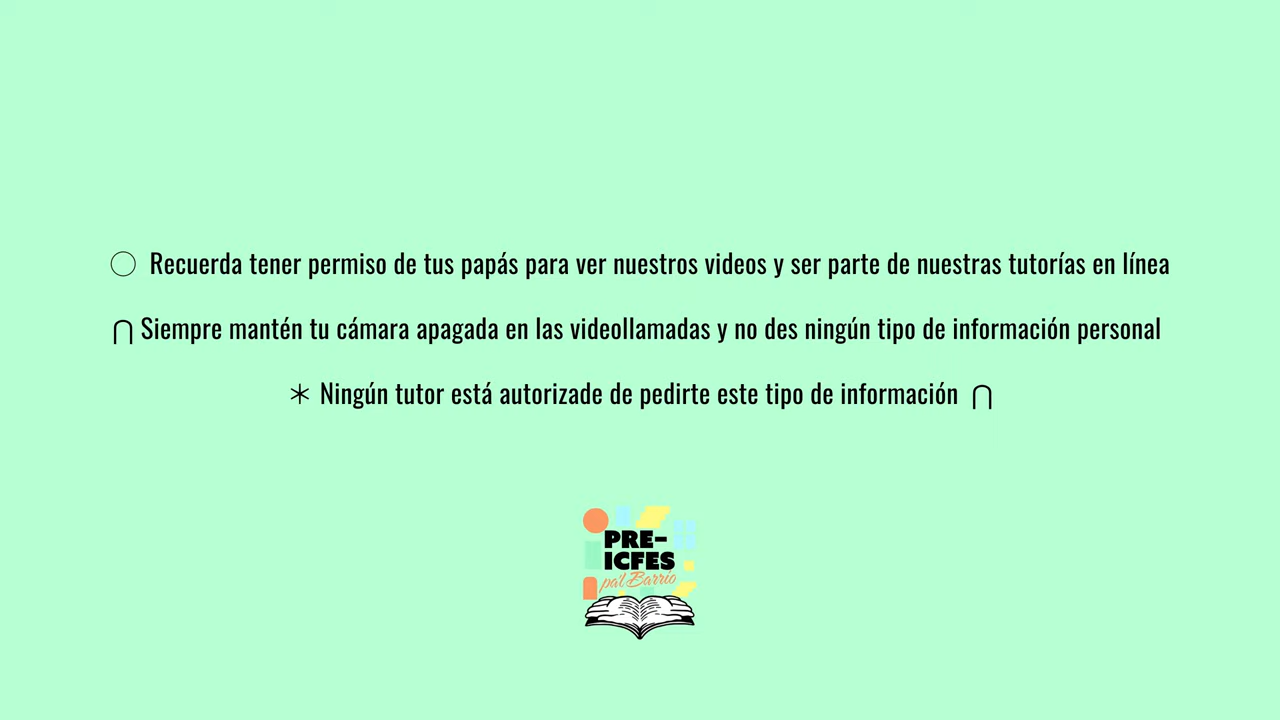 ○ Recuerda tener permiso de tus papás para ver nuestros videos y ser parte de nuestras tutorías en línea
∩ Siempre mantén tu cámara apagada en las videollamadas y no des ningún tipo de información personal
＊ Ningún tutor está autorizade de pedirte este tipo de información ∩
PRE-
ICFES
pa'l Barrio